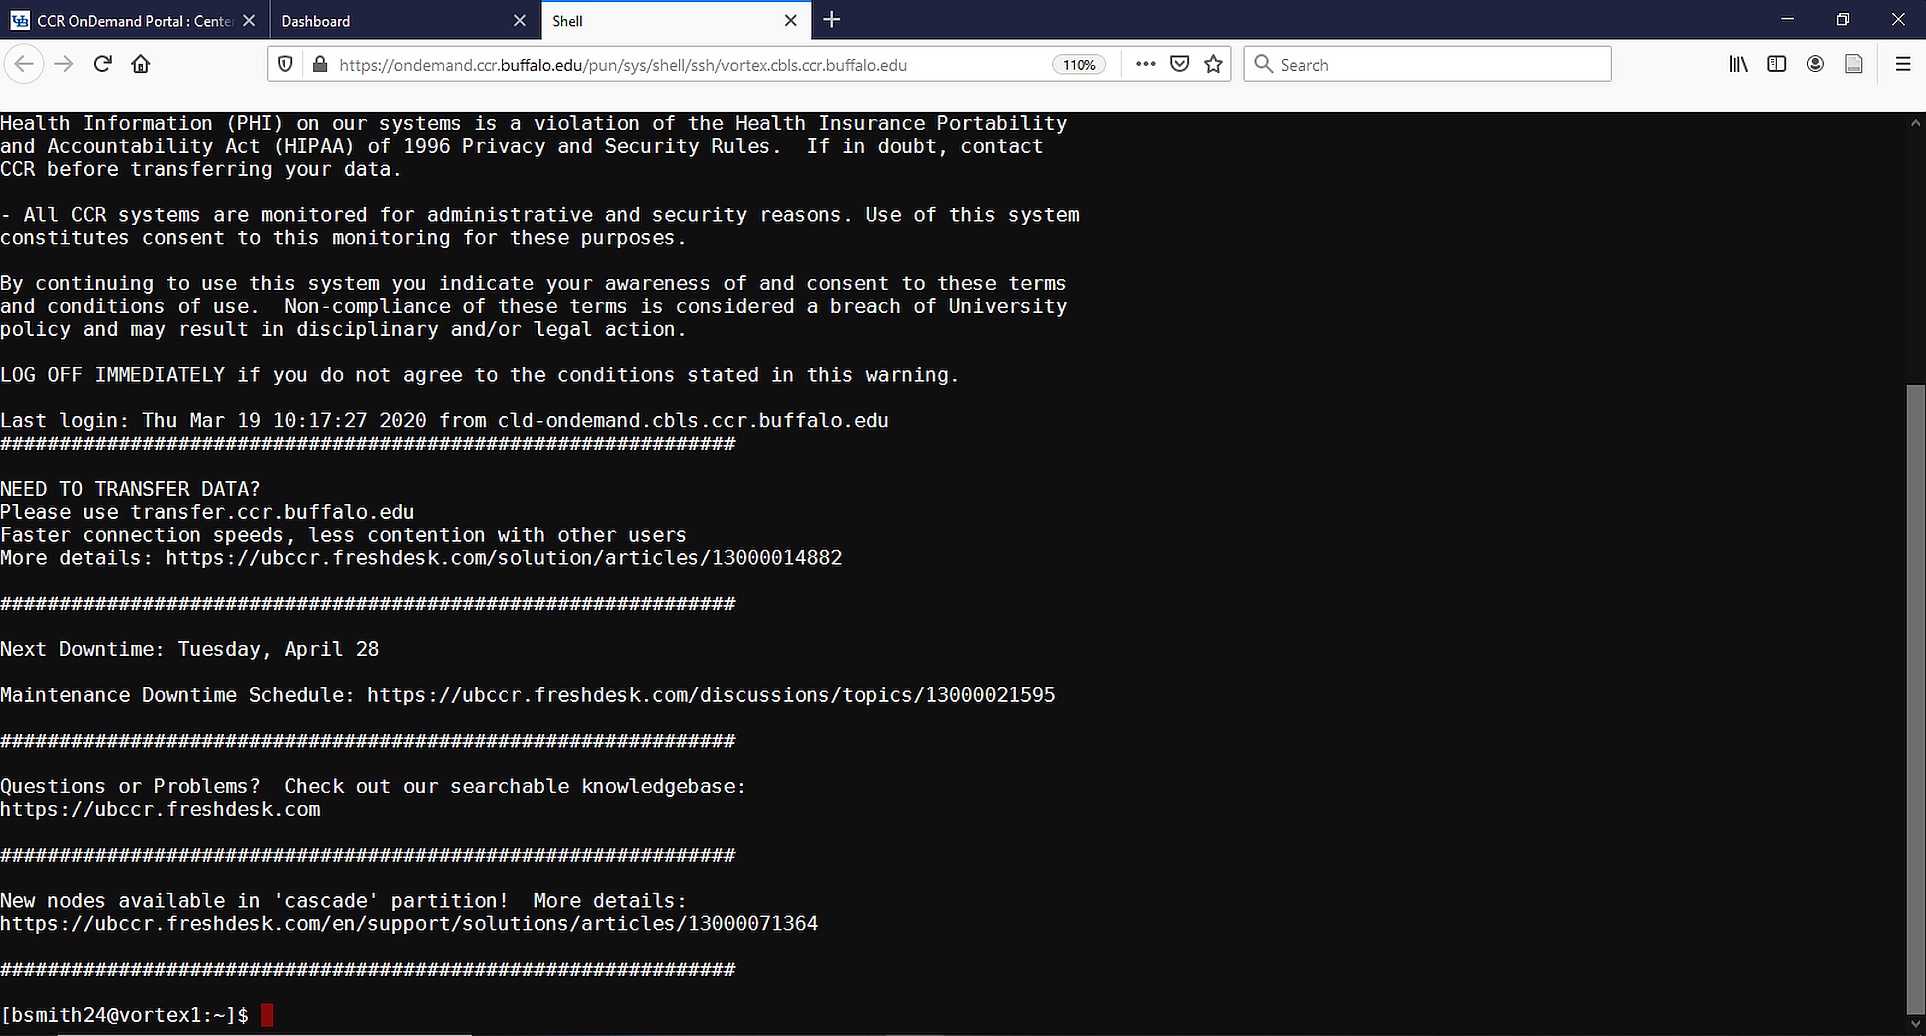 CCR OnDemand Portal : Cente
Dashboard
Shell
https://ondemand.ccr.buffalo.edu/pun/sys/shell/ssh/vortex.cbls.ccr.buffalo.edu
110%
Search
Health Information (PHI) on our systems is a violation of the Health Insurance Portability
and Accountability Act (HIPAA) of 1996 Privacy and Security Rules.  If in doubt, contact
CCR before transferring your data.
- All CCR systems are monitored for administrative and security reasons. Use of this system
constitutes consent to this monitoring for these purposes.
By continuing to use this system you indicate your awareness of and consent to these terms
and conditions of use.  Non-compliance of these terms is considered a breach of University
policy and may result in disciplinary and/or legal action.
LOG OFF IMMEDIATELY if you do not agree to the conditions stated in this warning.
Last login: Thu Mar 19 10:17:27 2020 from cld-ondemand.cbls.ccr.buffalo.edu
##############################################################
NEED TO TRANSFER DATA?
Please use transfer.ccr.buffalo.edu
Faster connection speeds, less contention with other users
More details: https://ubccr.freshdesk.com/solution/articles/13000014882
##############################################################
Next Downtime: Tuesday, April 28
Maintenance Downtime Schedule: https://ubccr.freshdesk.com/discussions/topics/13000021595
##############################################################
Questions or Problems?  Check out our searchable knowledgebase:
https://ubccr.freshdesk.com
##############################################################
New nodes available in 'cascade' partition!  More details:
https://ubccr.freshdesk.com/en/support/solutions/articles/13000071364
##############################################################
[bsmith24@vortex1:~]$